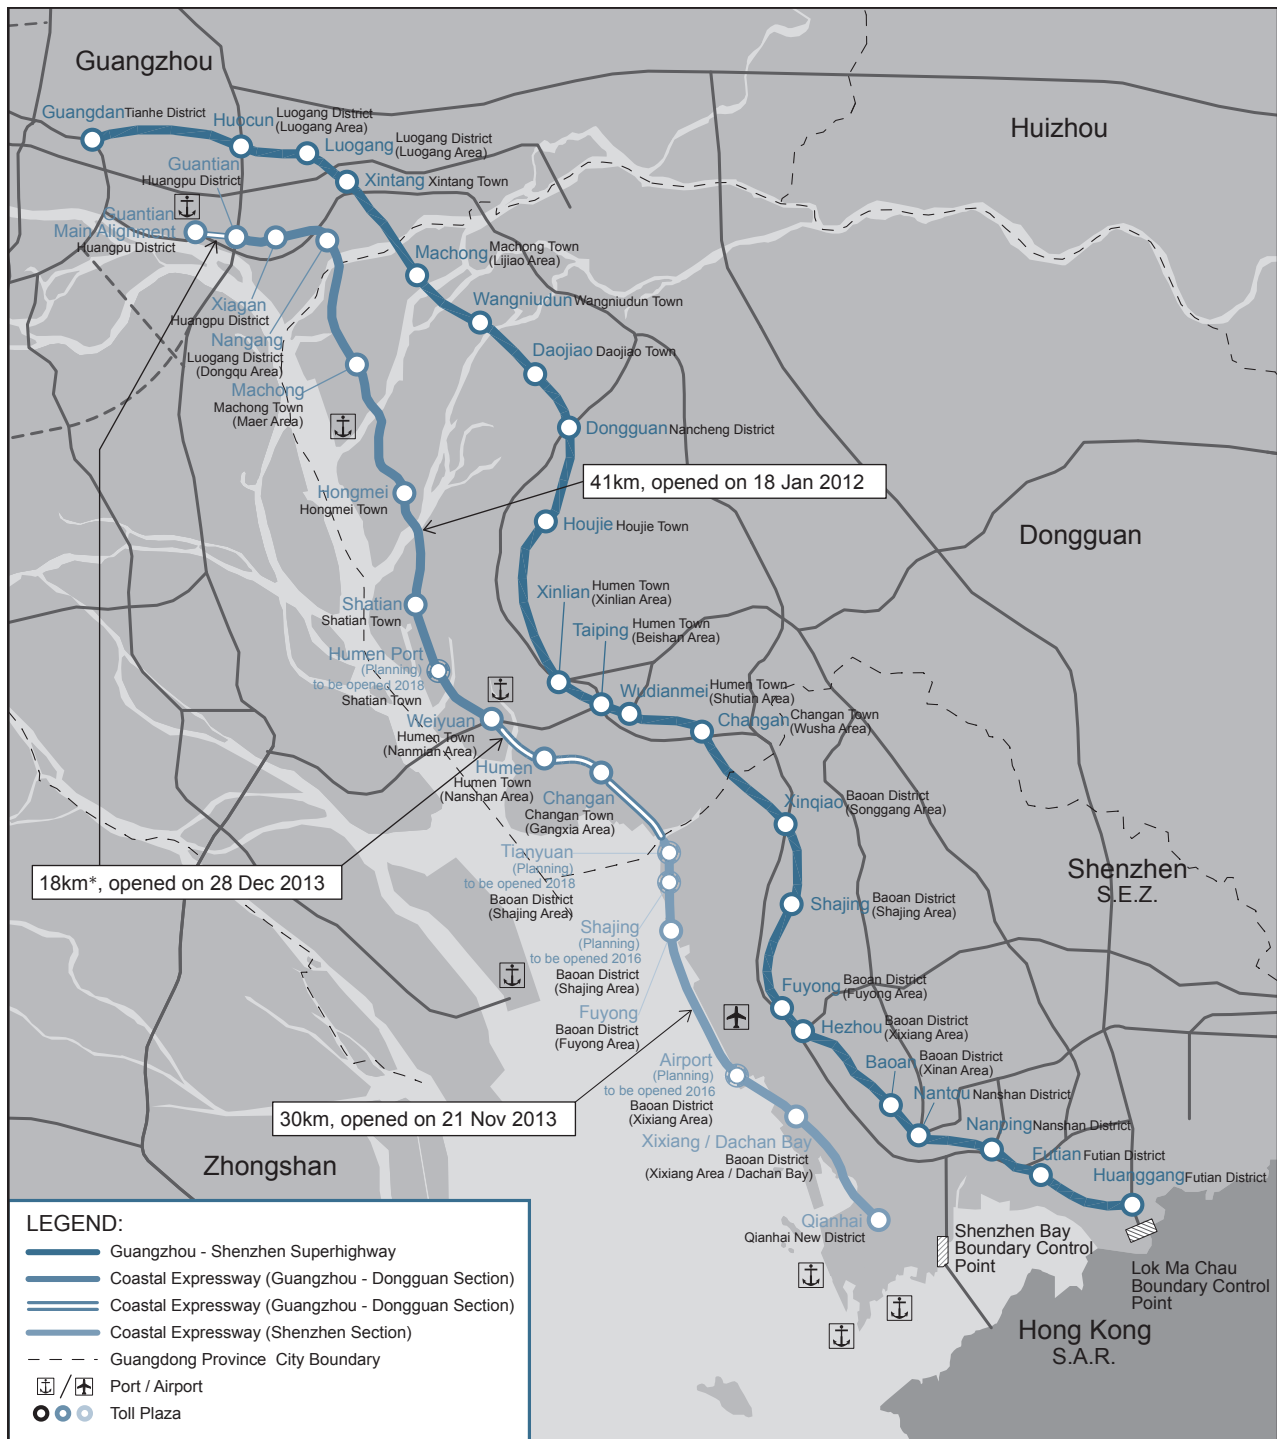 Guangzhou
Huizhou
Guangdan Tianhe District
Huocun Luogang District
(Luogang Area)
Luogang Luogang District
(Luogang Area)
Guantian
Huangpu District
Xintang Xintang Town
Guantian
Main Alignment
Huangpu District
Machong Machong Town
(Lijiao Area)
Xiagan
Huangpu District
Wangniudun Wangniudun Town
Nangang
Luogang District
(Dongqu Area)
Daojiao Daojiao Town
Machong
Machong Town
(Maer Area)
Dongguan Nancheng District
41km, opened on 18 Jan 2012
Hongmei
Hongmei Town
Houjie Houjie Town
Dongguan
Xinlian Humen Town
(Xinlian Area)
Shatian
Shatian Town
Taiping Humen Town
(Beishan Area)
Humen Port
(Planning)
to be opened 2018
Shatian Town
Wudianmei Humen Town
(Shutian Area)
Weiyuan
Humen Town
(Nanmian Area)
Changan Changan Town
(Wusha Area)
Humen
Humen Town
(Nanshan Area)
Changan
Changan Town
(Gangxia Area)
Xinqiao Baoan District
(Songgang Area)
Tianyuan
(Planning)
to be opened 2018
Baoan District
(Shajing Area)
18km*, opened on 28 Dec 2013
Shenzhen
S.E.Z.
Shajing Baoan District
(Shajing Area)
Shajing
(Planning)
to be opened 2016
Baoan District
(Shajing Area)
Fuyong Baoan District
(Fuyong Area)
Fuyong
Baoan District
(Fuyong Area)
Hezhou Baoan District
(Xixiang Area)
Airport
(Planning)
to be opened 2016
Baoan District
(Xixiang Area)
Baoan Baoan District
(Xinan Area)
Nantou Nanshan District
30km, opened on 21 Nov 2013
Nanping Nanshan District
Xixiang / Dachan Bay
Baoan District
(Xixiang Area / Dachan Bay)
Futian Futian District
Zhongshan
Huanggang Futian District
Qianhai
Qianhai New District
Shenzhen Bay
Boundary Control
Point
Lok Ma Chau
Boundary Control
Point
Hong Kong
S.A.R.
LEGEND:
Guangzhou - Shenzhen Superhighway
Coastal Expressway (Guangzhou - Dongguan Section)
Coastal Expressway (Guangzhou - Dongguan Section)
Coastal Expressway (Shenzhen Section)
Guangdong Province City Boundary
/ Port / Airport
Toll Plaza